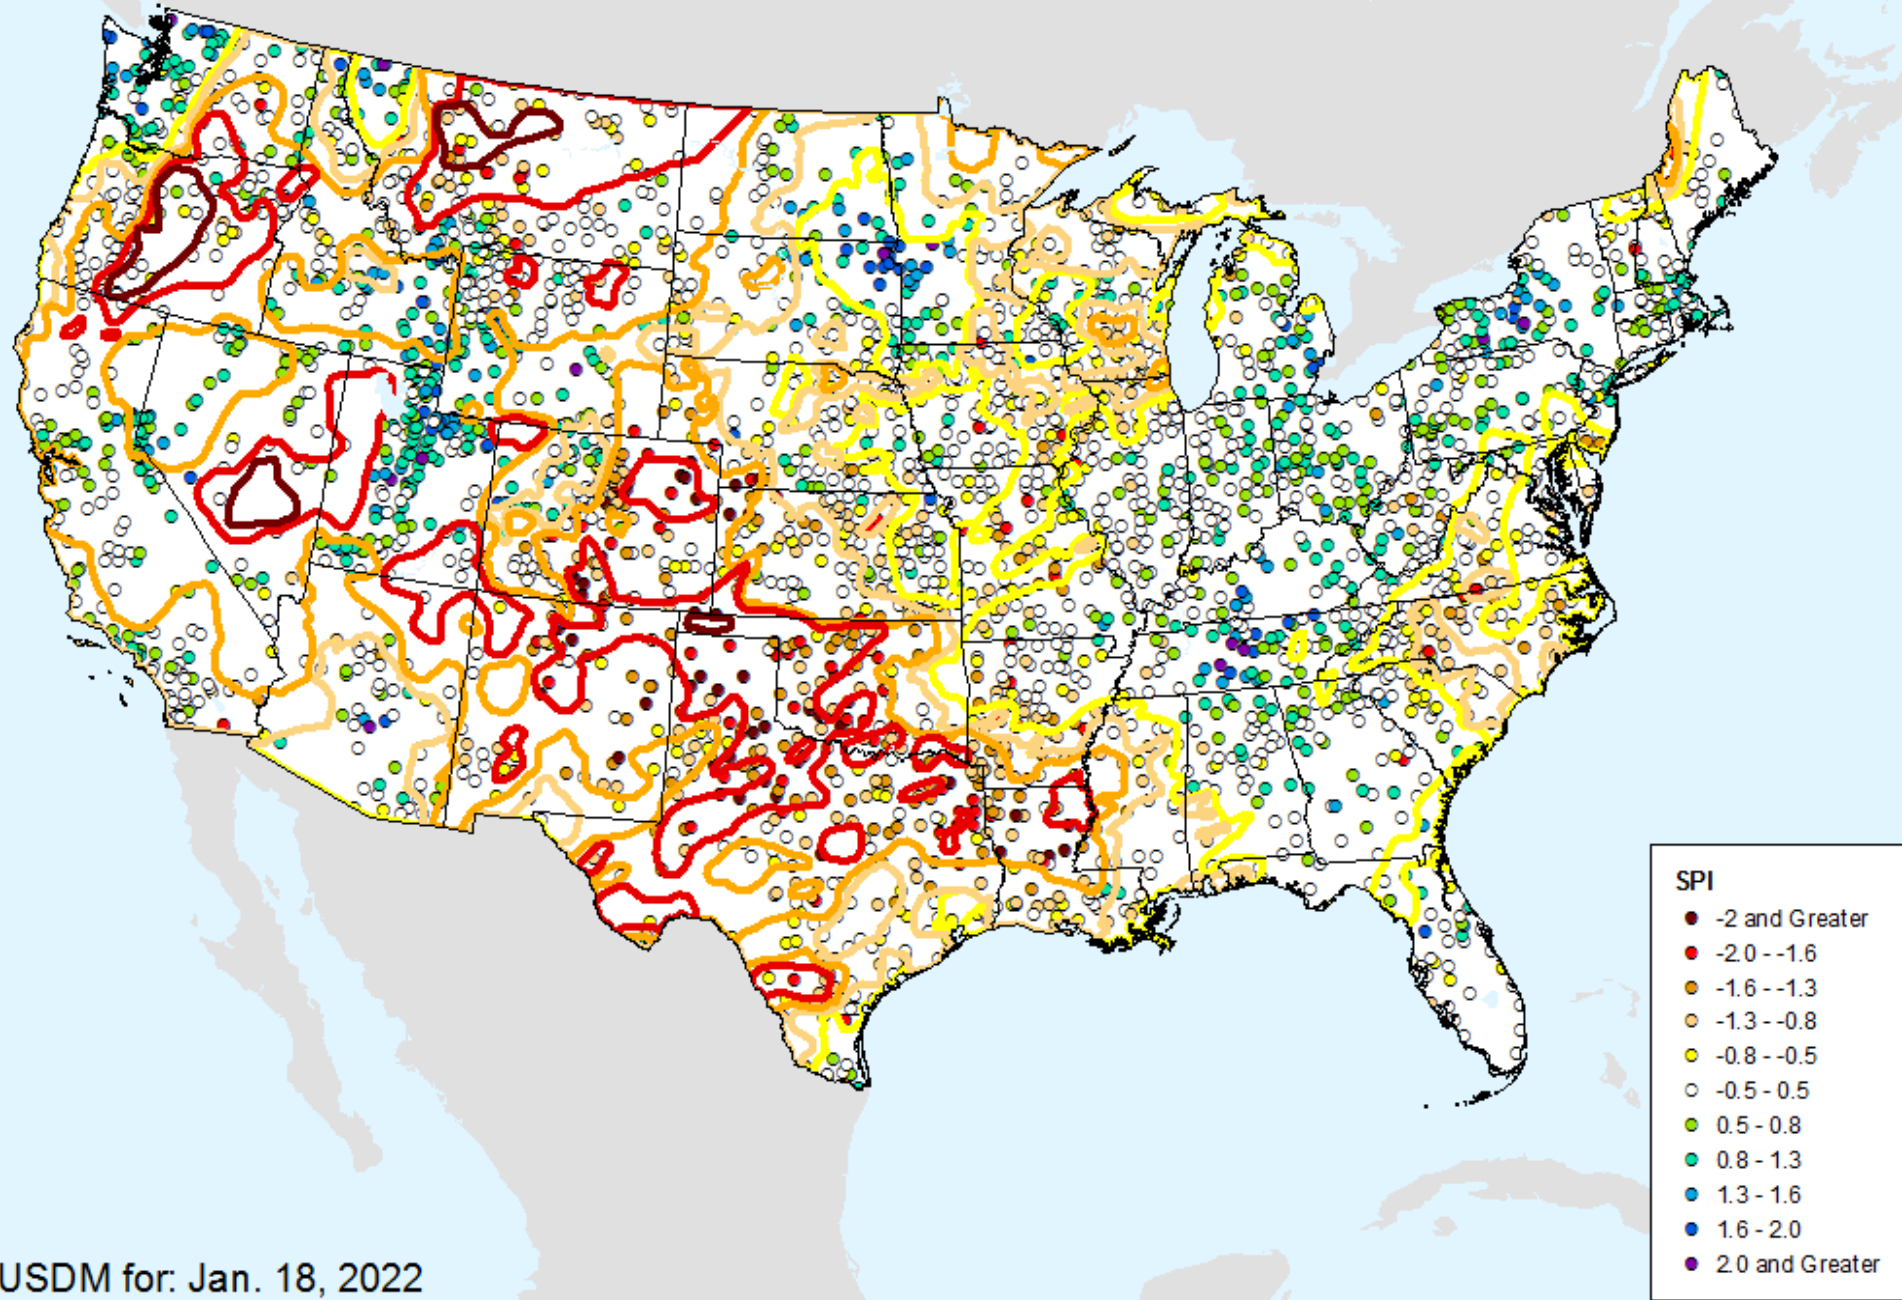 SPI
-2 and Greater
-2.0 - -1.6
-1.6 - -1.3
-1.3 - -0.8
-0.8 - -0.5
-0.5 - 0.5
0.5 - 0.8
0.8 - 1.3
1.3 - 1.6
1.6 - 2.0
2.0 and Greater
USDM for: Jan. 18, 2022